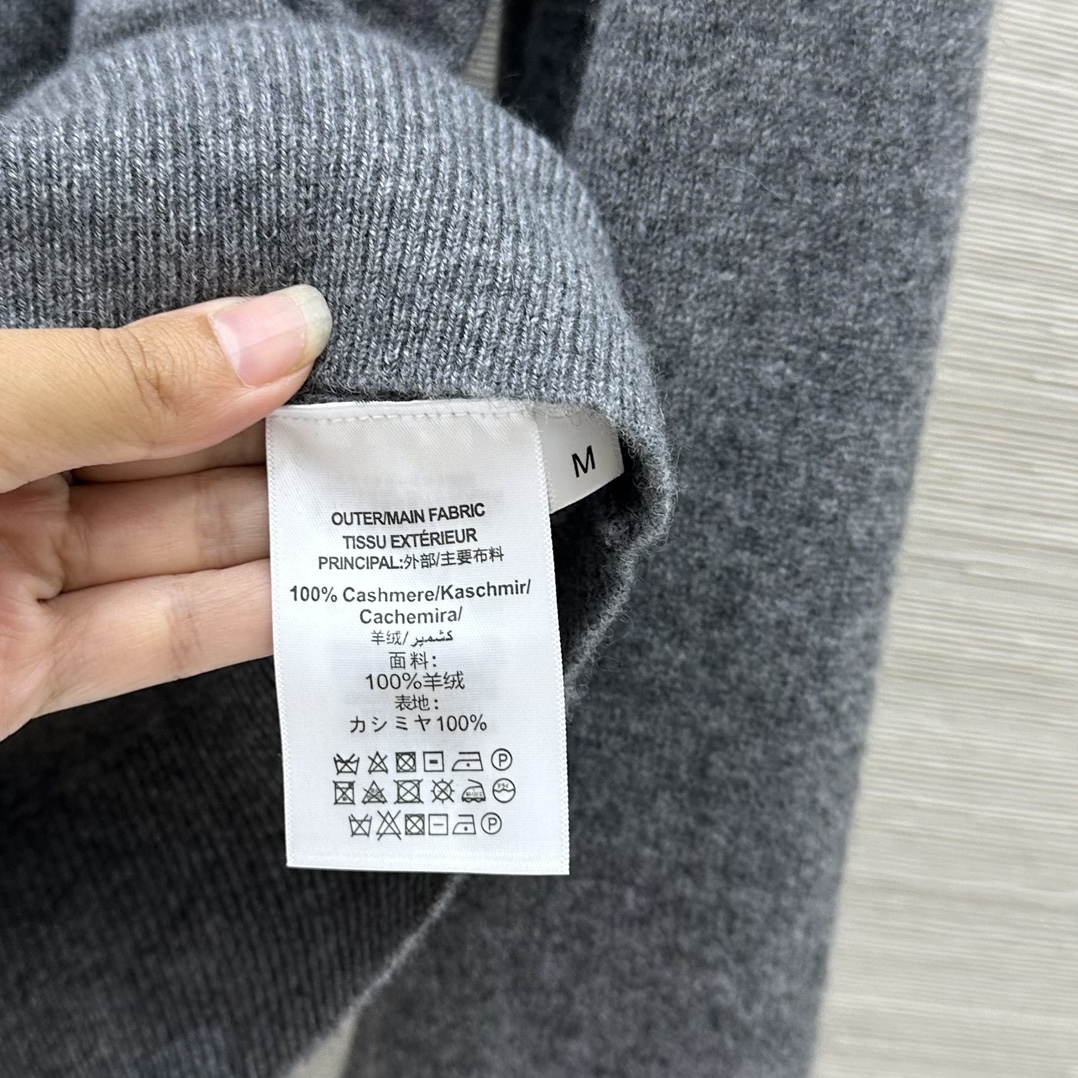 M
OUTER/MAIN FABRIC
TISSU EXTÉRIEUR
PRINCIPAL:外部/主要布料
100% Cashmere/Kaschmir/
Cachemira/
羊绒/كشمير
面料:
100%羊绒
表地:
カシミヤ100%
P
P